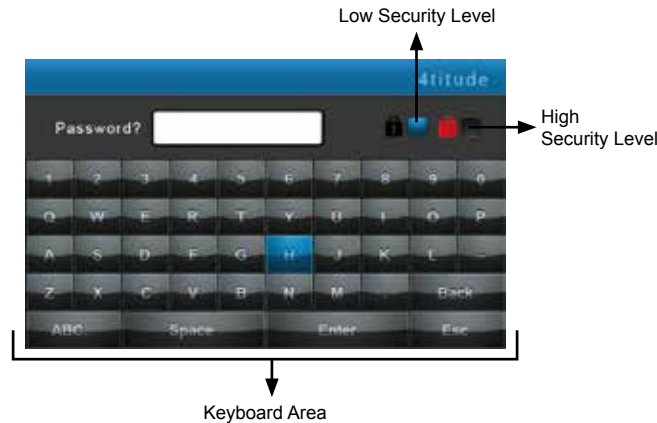 Low Security Level
4titude
Password?
High
Security Level
1 2 3 4 5 6 7 8 9 0
Q W E R T Y U I O P
A S D F G H J K L -
Z X C V B N M . Back
ABC Space Enter Esc
Keyboard Area